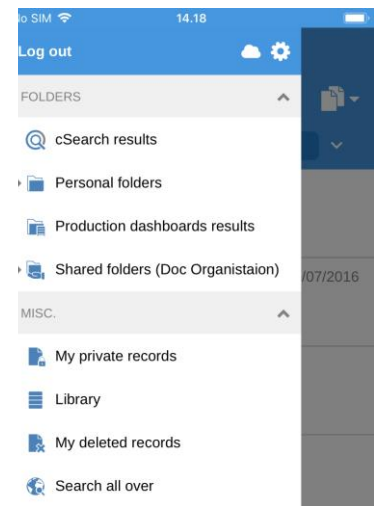 No SIM 14.18
Log out
FOLDERS
cSearch results
Personal folders
Production dashboards results
Shared folders (Doc Organistaion)
/07/2016
MISC.
My private records
Library
My deleted records
Search all over